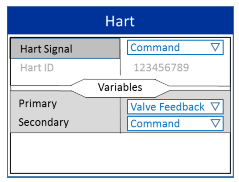 Hart
Hart Signal Command
Hart ID 123456789
Variables
Primary Valve Feedback
Secondary Command